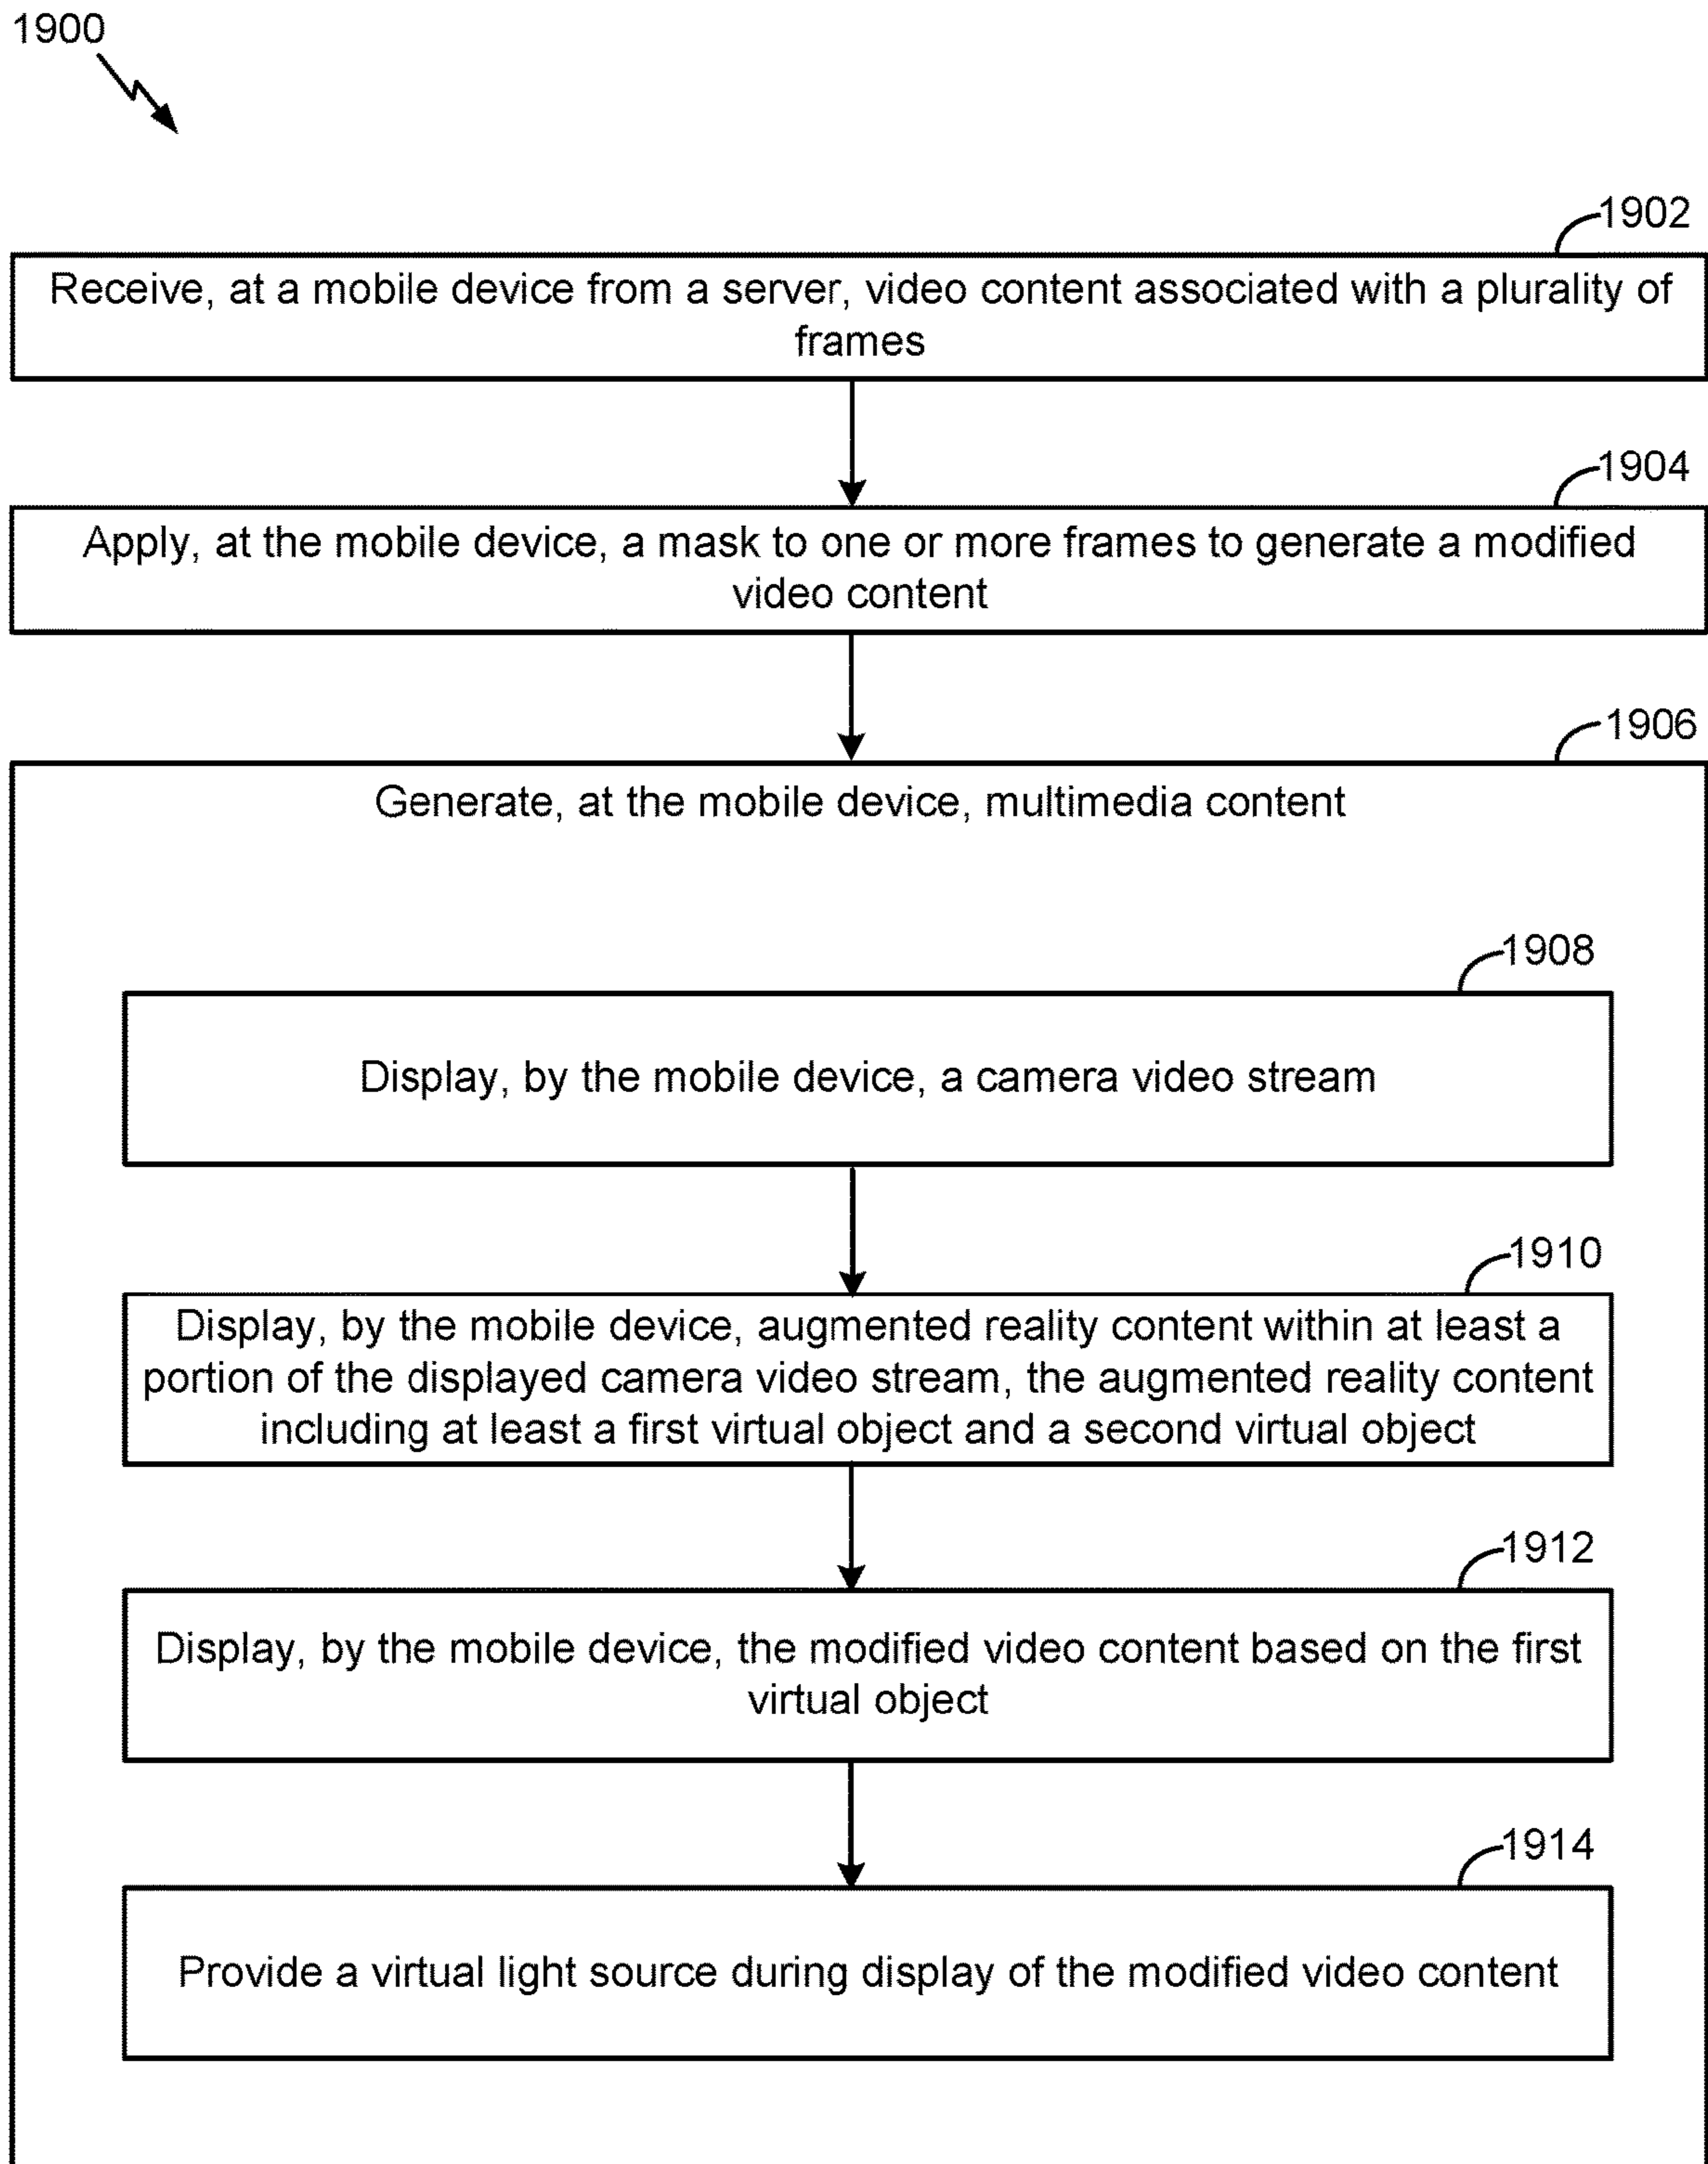 1900
1902
Receive, at a mobile device from a server, video content associated with a plurality of
frames
1904
Apply, at the mobile device, a mask to one or more frames to generate a modified
video content
1906
Generate, at the mobile device, multimedia content
1908
Display, by the mobile device, a camera video stream
1910
Display, by the mobile device, augmented reality content within at least a
portion of the displayed camera video stream, the augmented reality content
including at least a first virtual object and a second virtual object
1912
Display, by the mobile device, the modified video content based on the first
virtual object
1914
Provide a virtual light source during display of the modified video content